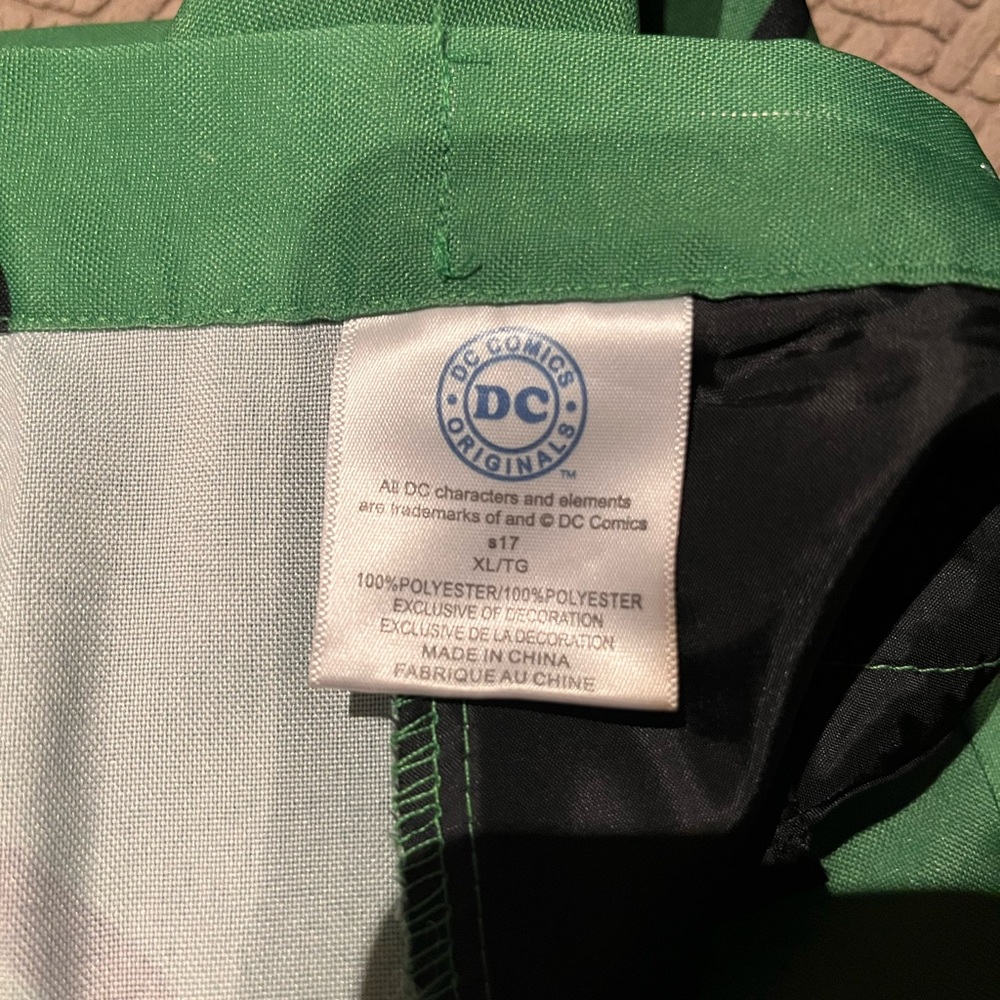 DC COMICS
DC
ORIGINALS
TM
All DC characters and elements
are trademarks of and © DC Comics
s17
XL/TG
100%POLYESTER/100%POLYESTER
EXCLUSIVE OF DECORATION
EXCLUSIVE DE LA DECORATION
MADE IN CHINA
FABRIQUE AU CHINE